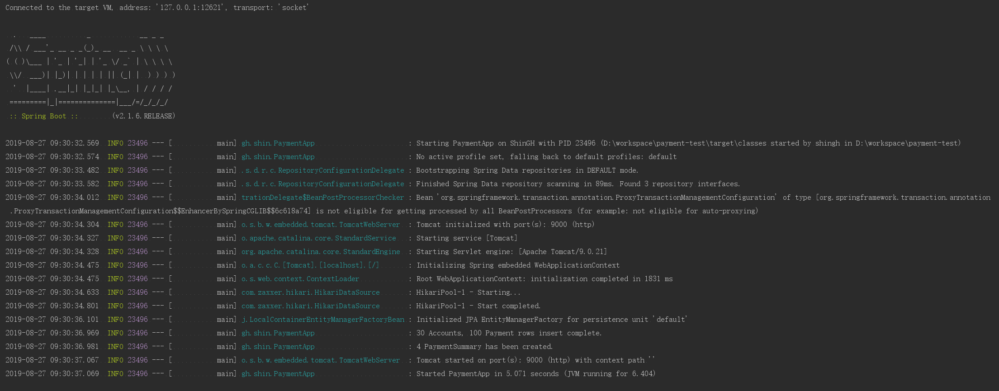 Connected to the target VM, address: '127.0.0.1:12621', transport: 'socket'
  .   ____          _            __ _ _
 /\\ / ___'_ __ _ _(_)_ __  __ _ \ \ \ \
( ( )\___ | '_ | '_| | '_ \/ _` | \ \ \ \
 \\/  ___)| |_)| | | | | || (_| |  ) ) ) )
  '  |____| .__|_| |_|_| |_\__, | / / / /
 =========|_|==============|___/=/_/_/_/
 :: Spring Boot ::        (v2.1.6.RELEASE)
2019-08-27 09:30:32.569  INFO 23496 --- [           main] gh.shin.PaymentApp                       : Starting PaymentApp on ShinGH with PID 23496 (D:\workspace\payment-test\target\classes started by shingh in D:\workspace\payment-test)
2019-08-27 09:30:32.574  INFO 23496 --- [           main] gh.shin.PaymentApp                       : No active profile set, falling back to default profiles: default
2019-08-27 09:30:33.482  INFO 23496 --- [           main] .s.d.r.c.RepositoryConfigurationDelegate : Bootstrapping Spring Data repositories in DEFAULT mode.
2019-08-27 09:30:33.582  INFO 23496 --- [           main] .s.d.r.c.RepositoryConfigurationDelegate : Finished Spring Data repository scanning in 89ms. Found 3 repository interfaces.
2019-08-27 09:30:34.012  INFO 23496 --- [           main] trationDelegate$BeanPostProcessorChecker : Bean 'org.springframework.transaction.annotation.ProxyTransactionManagementConfiguration' of type [org.springframework.transaction.annotation
 .ProxyTransactionManagementConfiguration$$EnhancerBySpringCGLIB$$6c618a74] is not eligible for getting processed by all BeanPostProcessors (for example: not eligible for auto-proxying)
2019-08-27 09:30:34.304  INFO 23496 --- [           main] o.s.b.w.embedded.tomcat.TomcatWebServer  : Tomcat initialized with port(s): 9000 (http)
2019-08-27 09:30:34.327  INFO 23496 --- [           main] o.apache.catalina.core.StandardService   : Starting service [Tomcat]
2019-08-27 09:30:34.328  INFO 23496 --- [           main] org.apache.catalina.core.StandardEngine  : Starting Servlet engine: [Apache Tomcat/9.0.21]
2019-08-27 09:30:34.475  INFO 23496 --- [           main] o.a.c.c.C.[Tomcat].[localhost].[/]       : Initializing Spring embedded WebApplicationContext
2019-08-27 09:30:34.475  INFO 23496 --- [           main] o.s.web.context.ContextLoader            : Root WebApplicationContext: initialization completed in 1831 ms
2019-08-27 09:30:34.633  INFO 23496 --- [           main] com.zaxxer.hikari.HikariDataSource       : HikariPool-1 - Starting...
2019-08-27 09:30:34.801  INFO 23496 --- [           main] com.zaxxer.hikari.HikariDataSource       : HikariPool-1 - Start completed.
2019-08-27 09:30:36.101  INFO 23496 --- [           main] j.LocalContainerEntityManagerFactoryBean : Initialized JPA EntityManagerFactory for persistence unit 'default'
2019-08-27 09:30:36.969  INFO 23496 --- [           main] gh.shin.PaymentApp                       : 30 Accounts, 100 Payment rows insert complete.
2019-08-27 09:30:36.981  INFO 23496 --- [           main] gh.shin.PaymentApp                       : 4 PaymentSummary has been created.
2019-08-27 09:30:37.067  INFO 23496 --- [           main] o.s.b.w.embedded.tomcat.TomcatWebServer  : Tomcat started on port(s): 9000 (http) with context path ''
2019-08-27 09:30:37.069  INFO 23496 --- [           main] gh.shin.PaymentApp                       : Started PaymentApp in 5.071 seconds (JVM running for 6.404)